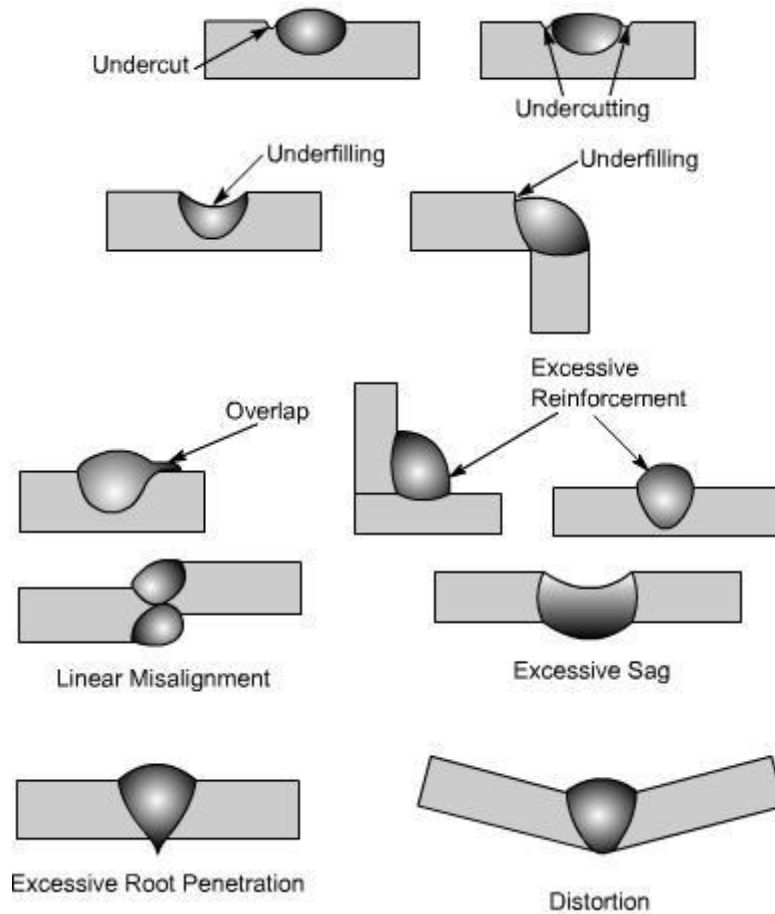 Undercut
Undercutting
Underfilling
Underfilling
Overlap
Excessive
Reinforcement
Linear Misalignment
Excessive Sag
Excessive Root Penetration
Distortion